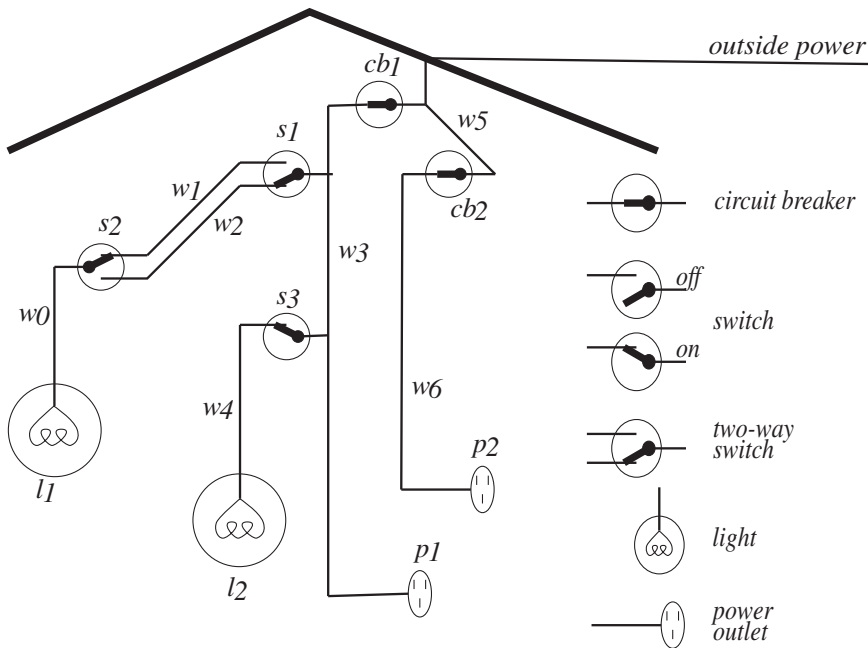 outside power
cb1
w5
s1
cb2
w1
w2
s2
w3
s3
w0
w4
w6
l1
p2
l2
p1
circuit breaker
off
switch
on
two-way
switch
light
power
outlet